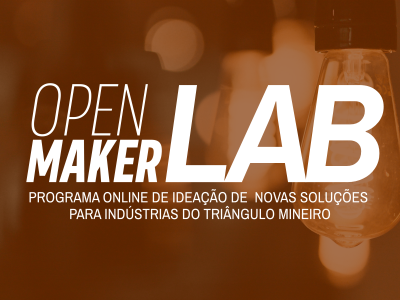 OPEN
MAKER LAB
PROGRAMA ONLINE DE IDEAÇÃO DE NOVAS SOLUÇÕES
PARA INDÚSTRIAS DO TRIÂNGULO MINEIRO